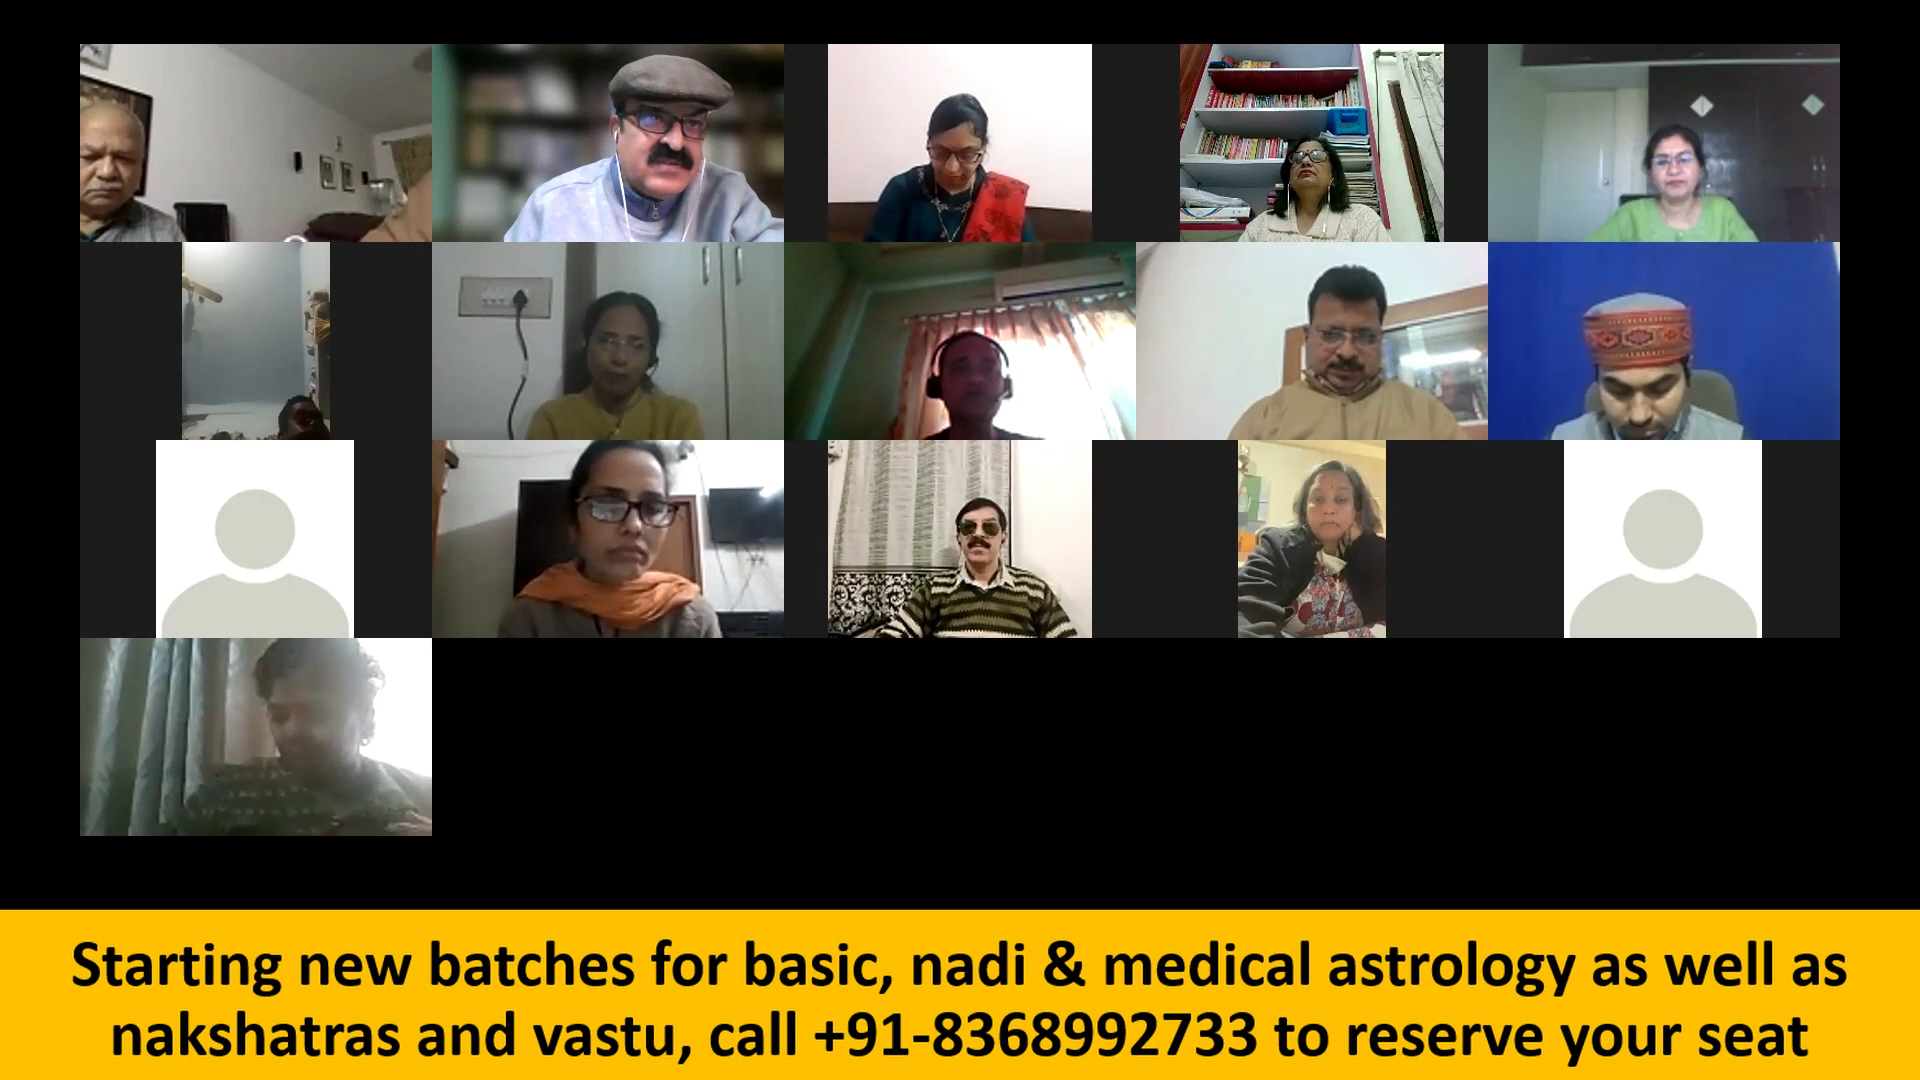 Starting new batches for basic, nadi & medical astrology as well as
nakshatras and vastu, call +91-8368992733 to reserve your seat